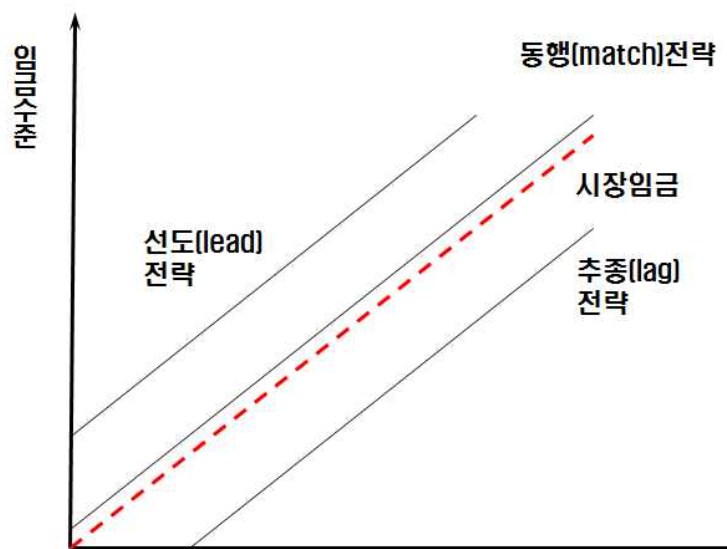 임금수준
동행(match)전략
시장임금
선도(lead)
전략
추종(lag)
전략